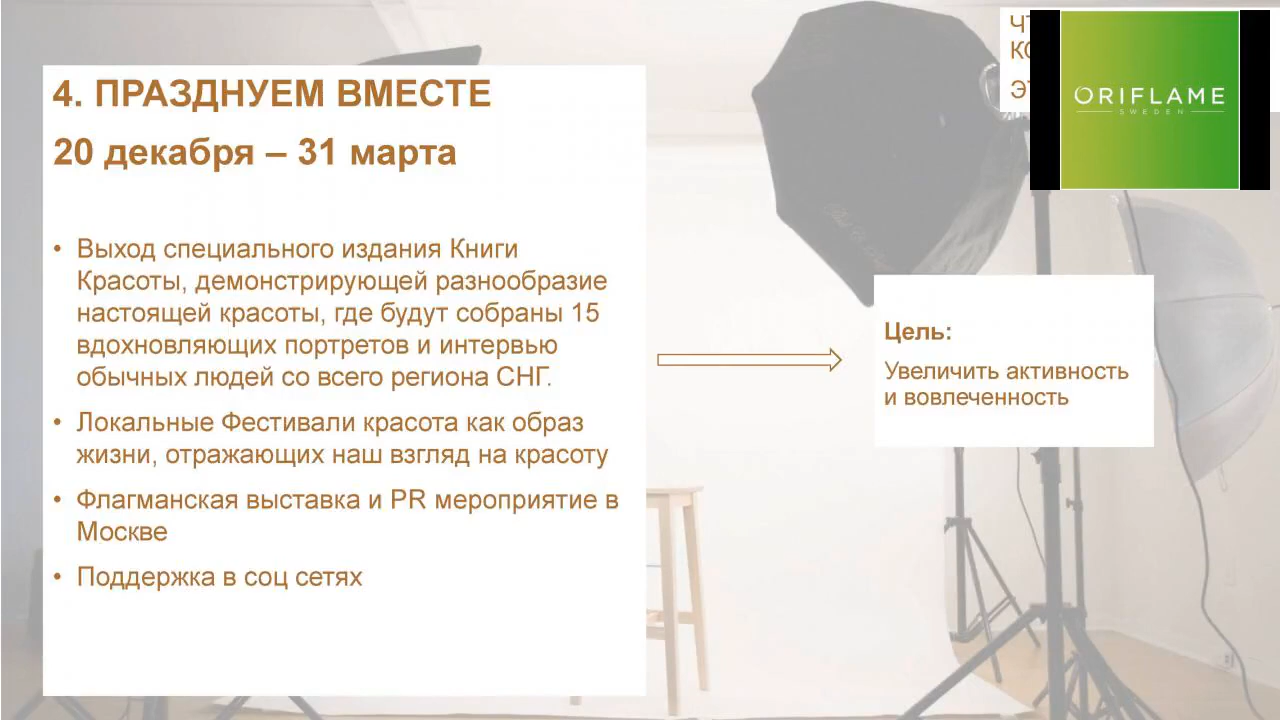 4. ПРАЗДНУЕМ ВМЕСТЕ
20 декабря – 31 марта
• Выход специального издания Книги
Красоты, демонстрирующей разнообразие
настоящей красоты, где будут собраны 15
вдохновляющих портретов и интервью
обычных людей со всего региона СНГ.
• Локальные Фестивали красота как образ
жизни, отражающих наш взгляд на красоту
• Флагманская выставка и PR мероприятие в
Москве
• Поддержка в соц сетях
Цель:
Увеличить активность
и вовлеченность
ORIFLAME
SWEDEN